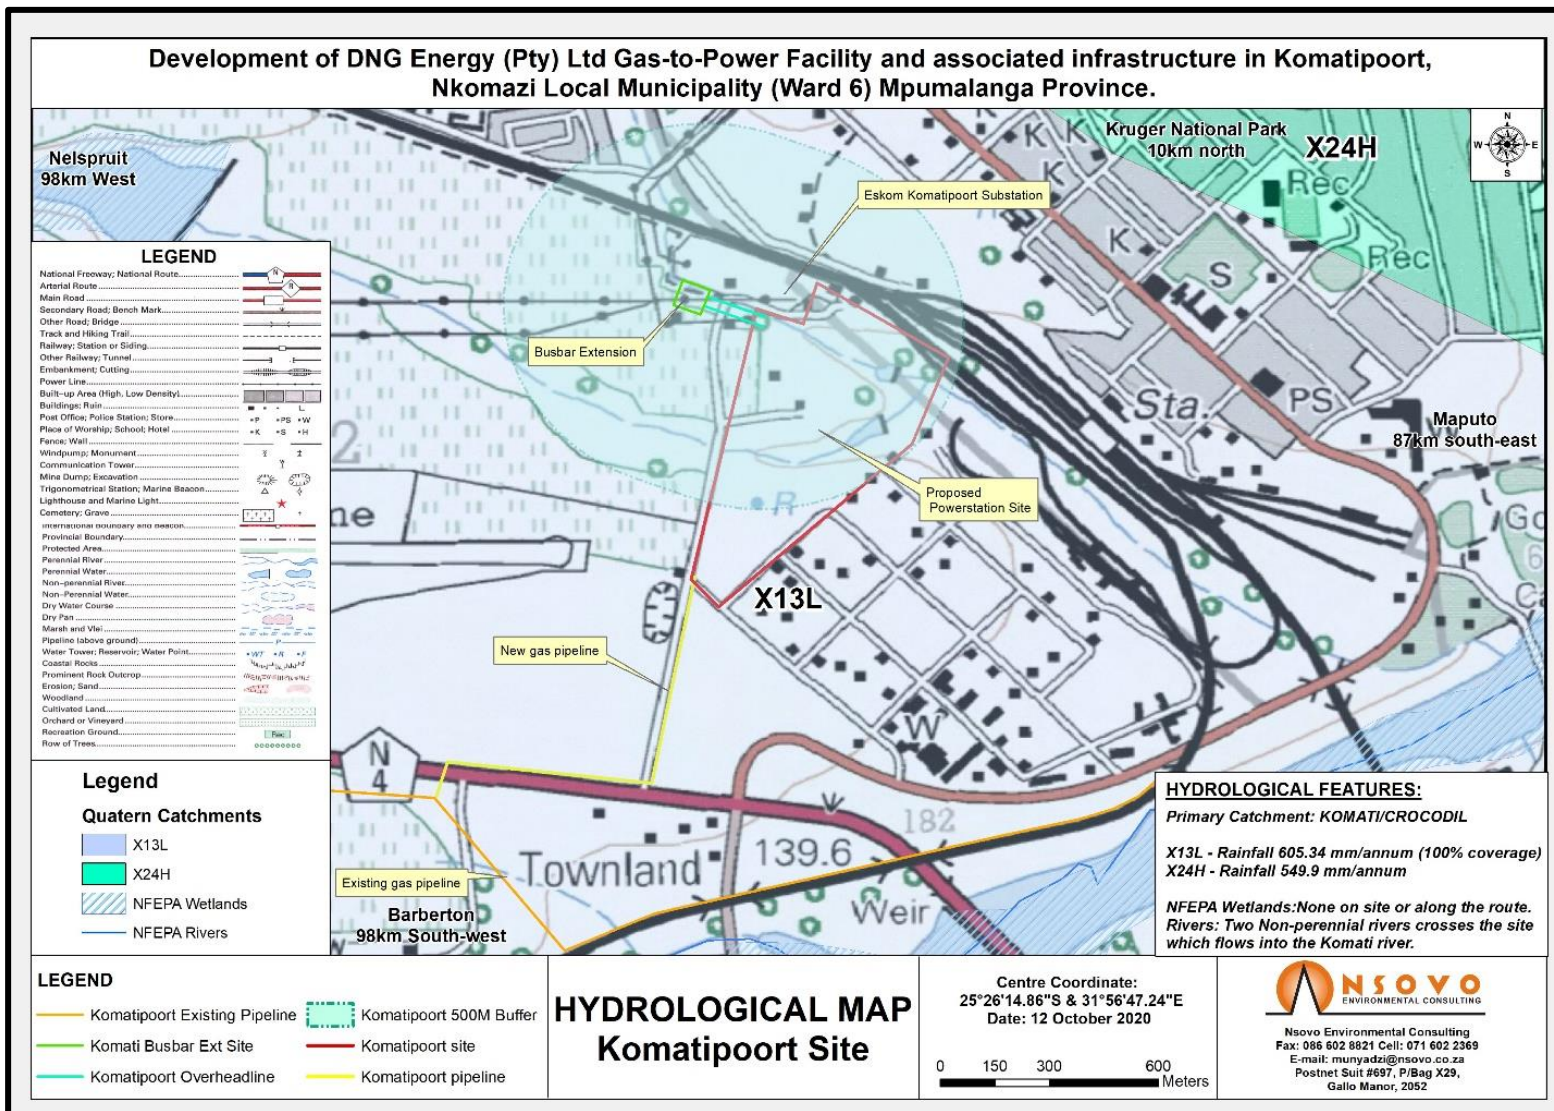 Development of DNG Energy (Pty) Ltd Gas-to-Power Facility and associated infrastructure in Komatipoort,
Nkomazi Local Municipality (Ward 6) Mpumalanga Province.
Nelspruit
98km West
Kruger National Park
10km north
X24H
N
W
E
S
Rec
Rec
K
K
K
K
K
K
S
PS
Sta.
Eskom Komatipoort Substation
Busbar Extension
Maputo
87km south-east
Proposed
Powerstation Site
R
X13L
New gas pipeline
W
N
4
182
139.6
Townland
Weir
Existing gas pipeline
Barberton
98km South-west
LEGEND
National Freeway; National Route
Arterial Route
Main Road
Secondary Road; Bench Mark
Other Road; Bridge
Track and Hiking Trail
Railway; Station or Siding
Other Railway; Tunnel
Embankment; Cutting
Power Line
Built-up Area (High, Low Density)
Buildings; Ruin
Post Office; Police Station; Store
•P •PS •W
Place of Worship; School; Hotel
•K •S •H
Fence; Wall
Windpump; Monument
Communication Tower
Mine Dump; Excavation
Trigonometrical Station; Marine Beacon
Lighthouse and Marine Light
Cemetery; Grave
International Boundary and Beacon
Provincial Boundary
Protected Area
Perennial River
Perennial Water
Non-perennial River
Non-Perennial Water
Dry Water Course
Dry Pan
Marsh and Vlei
Pipeline (above ground)
P
Water Tower; Reservoir; Water Point
•WT •R •F
Coastal Rocks
Prominent Rock Outcrop
Erosion; Sand
Woodland
Cultivated Land
Orchard or Vineyard
Recreation Ground
Row of Trees
Legend
Quatern Catchments
X13L
X24H
NFEPA Wetlands
NFEPA Rivers
HYDROLOGICAL FEATURES:
Primary Catchment: KOMATI/CROCODIL
X13L - Rainfall 605.34 mm/annum (100% coverage)
X24H - Rainfall 549.9 mm/annum
NFEPA Wetlands:None on site or along the route.
Rivers: Two Non-perennial rivers crosses the site
which flows into the Komati river.
LEGEND
Komatipoort Existing Pipeline
Komati Busbar Ext Site
Komatipoort Overheadline
Komatipoort 500M Buffer
Komatipoort site
Komatipoort pipeline
HYDROLOGICAL MAP
Komatipoort Site
Centre Coordinate:
25°26'14.86"S & 31°56'47.24"E
Date: 12 October 2020
0 150 300 600
Meters
NSOVO
ENVIRONMENTAL CONSULTING
Nsovo Environmental Consulting
Fax: 086 602 8821 Cell: 071 602 2369
E-mail: munyadzi@nsovo.co.za
Postnet Suit #697, P/Bag X29,
Gallo Manor, 2052